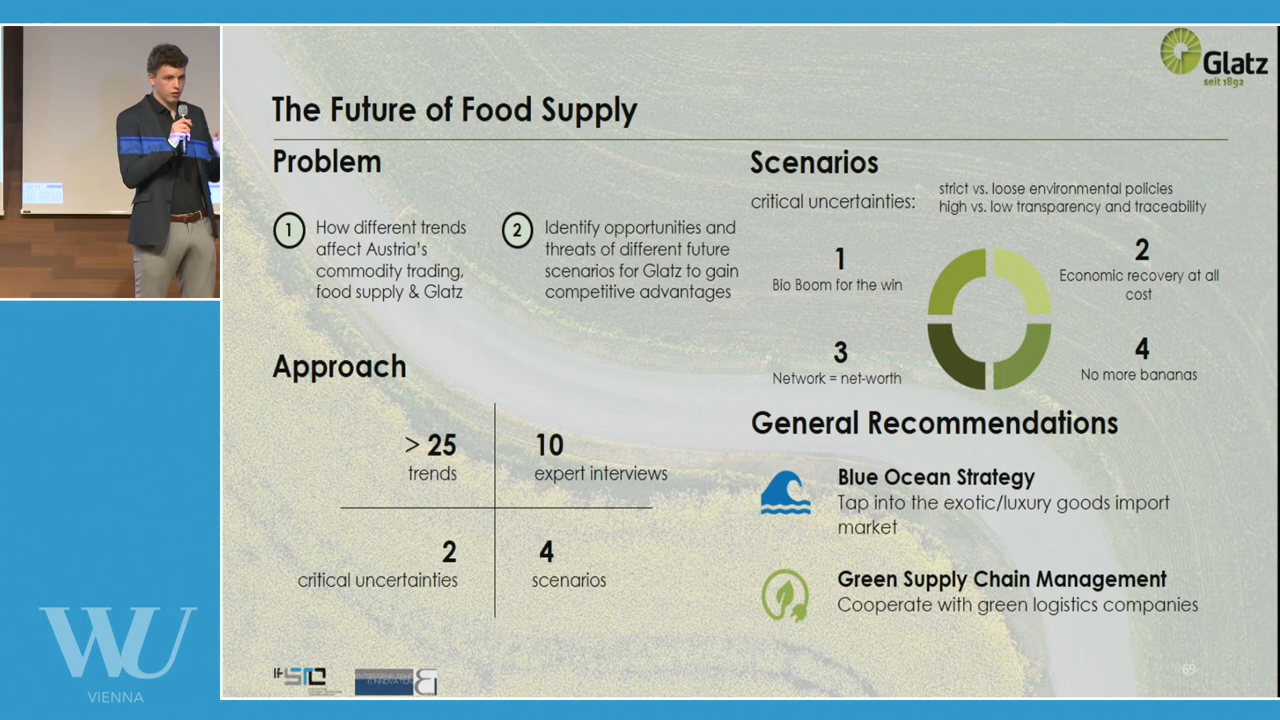 Glatz
seit 1892
The Future of Food Supply
Problem
1
How different trends
affect Austria's
commodity trading,
food supply & Glatz
2
Identify opportunities and
threats of different future
scenarios for Glatz to gain
competitive advantages
Approach
> 25
trends
10
expert interviews
2
critical uncertainties
4
scenarios
Scenarios
critical uncertainties:
strict vs. loose environmental policies
high vs. low transparency and traceability
1
Bio Boom for the win
2
Economic recovery at all
cost
3
Network = net-worth
4
No more bananas
General Recommendations
Blue Ocean Strategy
Tap into the exotic/luxury goods import
market
Green Supply Chain Management
Cooperate with green logistics companies
69
WU
VIENNA